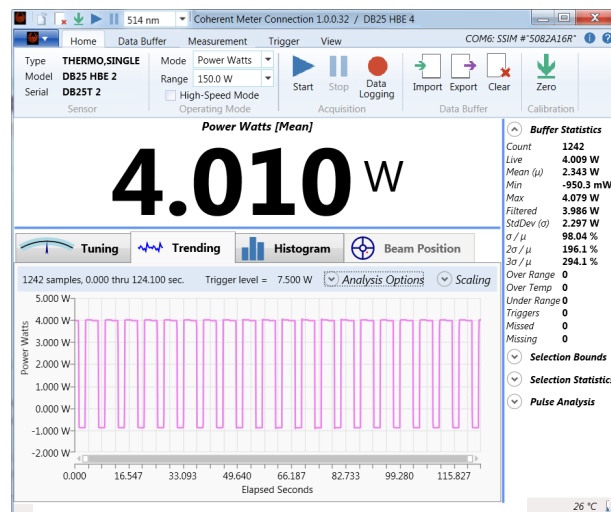 514 nm Coherent Meter Connection 1.0.0.32 / DB25 HBE 4
Home Data Buffer Measurement Trigger View COM6: SSIM #"5082A16R"
Type THERMO,SINGLE
Model DB25 HBE 2
Serial DB25T 2
Sensor
Mode Power Watts
Range 150.0 W
High-Speed Mode
Operating Mode
Start Stop Data Logging
Acquisition
Import Export Clear
Data Buffer
Zero
Calibration
Power Watts [Mean]
4.010 W
Tuning Trending Histogram Beam Position
1242 samples, 0.000 thru 124.100 sec. Trigger level = 7.500 W Analysis Options Scaling
Power Watts
5.000 W
4.000 W
3.000 W
2.000 W
1.000 W
0.000 W
-1.000 W
-2.000 W
0.000 16.547 33.093 49.640 66.187 82.733 99.280 115.827
Elapsed Seconds
Buffer Statistics
Count 1242
Live 4.009 W
Mean (μ) 2.343 W
Min -950.3 mW
Max 4.079 W
Filtered 3.986 W
StdDev (σ) 2.297 W
σ / μ 98.04 %
2σ / μ 196.1 %
3σ / μ 294.1 %
Over Range 0
Over Temp 0
Under Range 0
Triggers 0
Missed 0
Missing 0
Selection Bounds
Selection Statistics
Pulse Analysis
26 °C